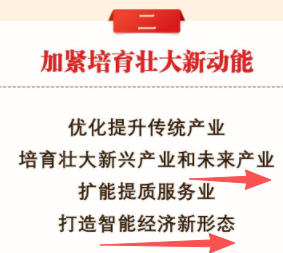 二
加紧培育壮大新动能
优化提升传统产业
培育壮大新兴产业和未来产业
扩能提质服务业
打造智能经济新形态